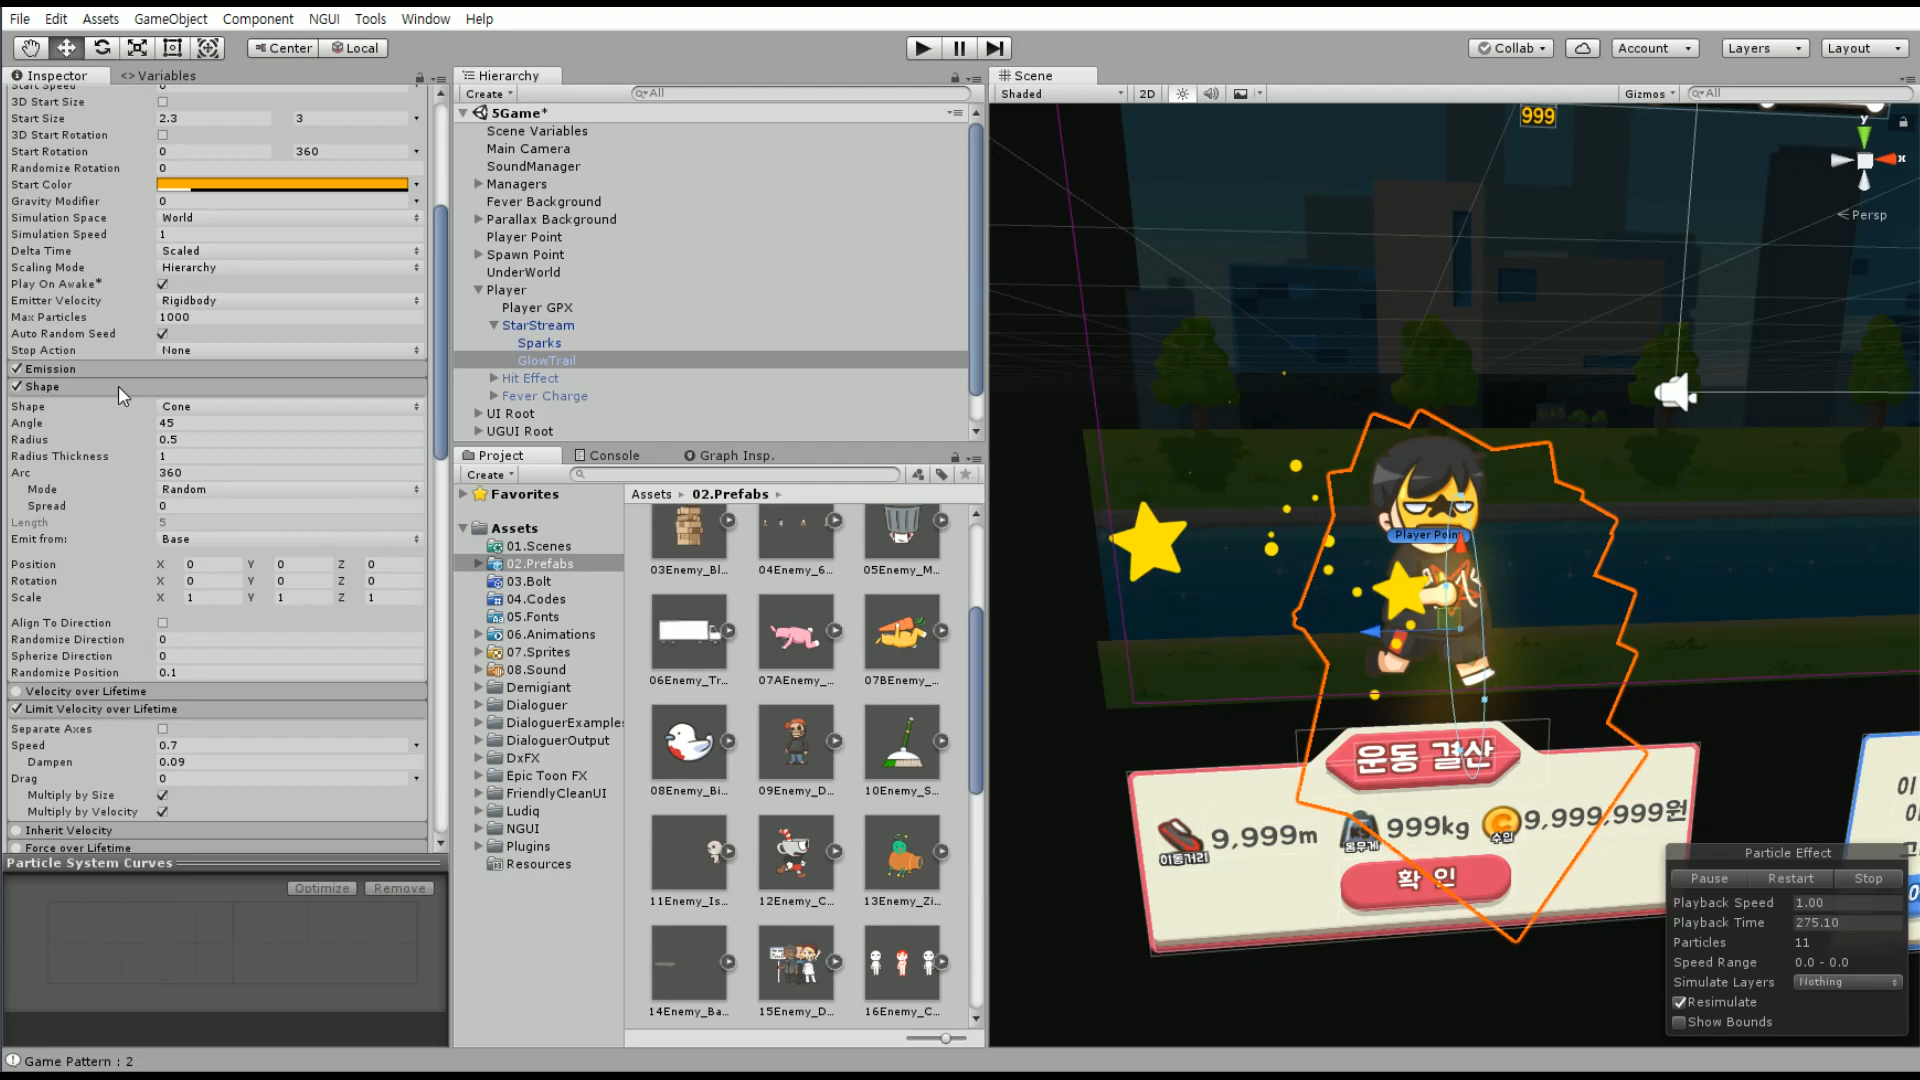 File Edit Assets GameObject Component NGUI Tools Window Help
Center Local Collab Account Layers Layout
Inspector <> Variables
Start Speed 0
3D Start Size
Start Size 2.3 3
3D Start Rotation
Start Rotation 0 360
Randomize Rotation 0
Start Color
Gravity Modifier 0
Simulation Space World
Simulation Speed 1
Delta Time Scaled
Scaling Mode Hierarchy
Play On Awake*
Emitter Velocity Rigidbody
Max Particles 1000
Auto Random Seed
Stop Action None
Emission
Shape
Shape Cone
Angle 45
Radius 0.5
Radius Thickness 1
Arc 360
Mode Random
Spread 0
Length 5
Emit from: Base
Position X 0 Y 0 Z 0
Rotation X 0 Y 0 Z 0
Scale X 1 Y 1 Z 1
Align To Direction
Randomize Direction 0
Spherize Direction 0
Randomize Position 0.1
Velocity over Lifetime
Limit Velocity over Lifetime
Separate Axes
Speed 0.7
Dampen 0.09
Drag 0
Multiply by Size
Multiply by Velocity
Inherit Velocity
Force over Lifetime
Particle System Curves
Optimize Remove
Game Pattern : 2
Hierarchy
Create All
5Game*
Scene Variables
Main Camera
SoundManager
Managers
Fever Background
Parallax Background
Player Point
Spawn Point
UnderWorld
Player
Player GPX
StarStream
Sparks
GlowTrail
Hit Effect
Fever Charge
UI Root
UGUI Root
Project Console Graph Insp.
Create
Favorites
Assets
01.Scenes
02.Prefabs
03.Bolt
04.Codes
05.Fonts
06.Animations
07.Sprites
08.Sound
Demigiant
Dialoguer
DialoguerExample
DialoguerOutput
DxFX
Epic Toon FX
FriendlyCleanUI
Ludiq
NGUI
Plugins
Resources
Assets 02.Prefabs
03Enemy_Bl... 04Enemy_6... 05Enemy_M...
06Enemy_Tr... 07AEnemy_... 07BEnemy_...
08Enemy_Bi... 09Enemy_D... 10Enemy_S...
11Enemy_Is... 12Enemy_C... 13Enemy_Zi...
14Enemy_Ba... 15Enemy_D... 16Enemy_C...
Scene
Shaded 2D Gizmos All
999
y
x
Persp
Player Point
운동 결산
9,999m 999kg 9,999,999원
이동거리 몸무게 수입
확 인
Particle Effect
Pause Restart Stop
Playback Speed 1.00
Playback Time 275.10
Particles 11
Speed Range 0.0 - 0.0
Simulate Layers Nothing
Resimulate
Show Bounds